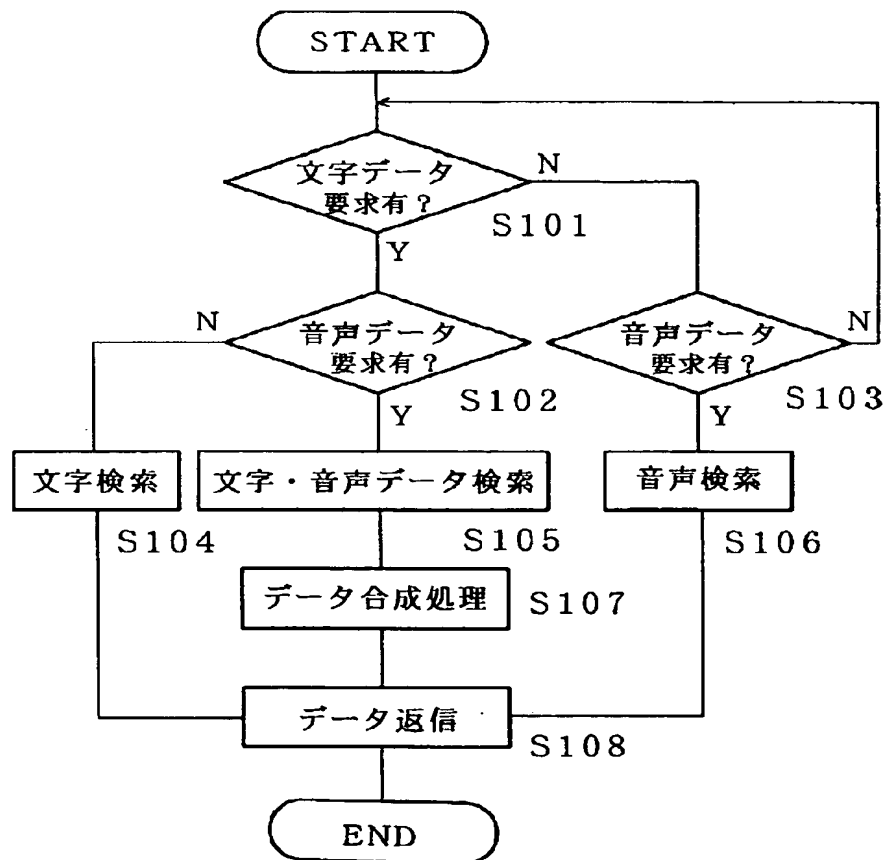 START
文字データ
要求有?
N
S101
Y
音声データ
要求有?
N
S102
Y
音声データ
要求有?
N
S103
Y
文字検索
文字・音声データ検索
音声検索
S104
S105
S106
データ合成処理
S107
データ返信
S108
END